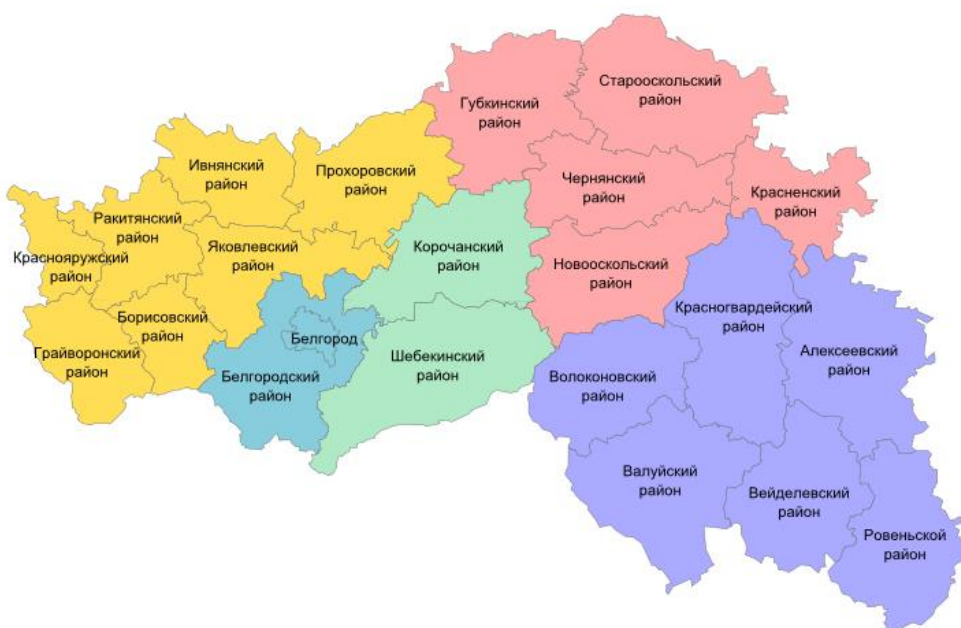 Старооскольский
район
Губкинский
район
Ивнянский
район
Прохоровский
район
Чернянский
район
Красненский
район
Ракитянский
район
Краснояружский
район
Яковлевский
район
Корочанский
район
Новооскольский
район
Красногвардейский
район
Борисовский
район
Белгород
Грайворонский
район
Шебекинский
район
Алексеевский
район
Белгородский
район
Волоконовский
район
Валуйский
район
Вейделевский
район
Ровеньской
район